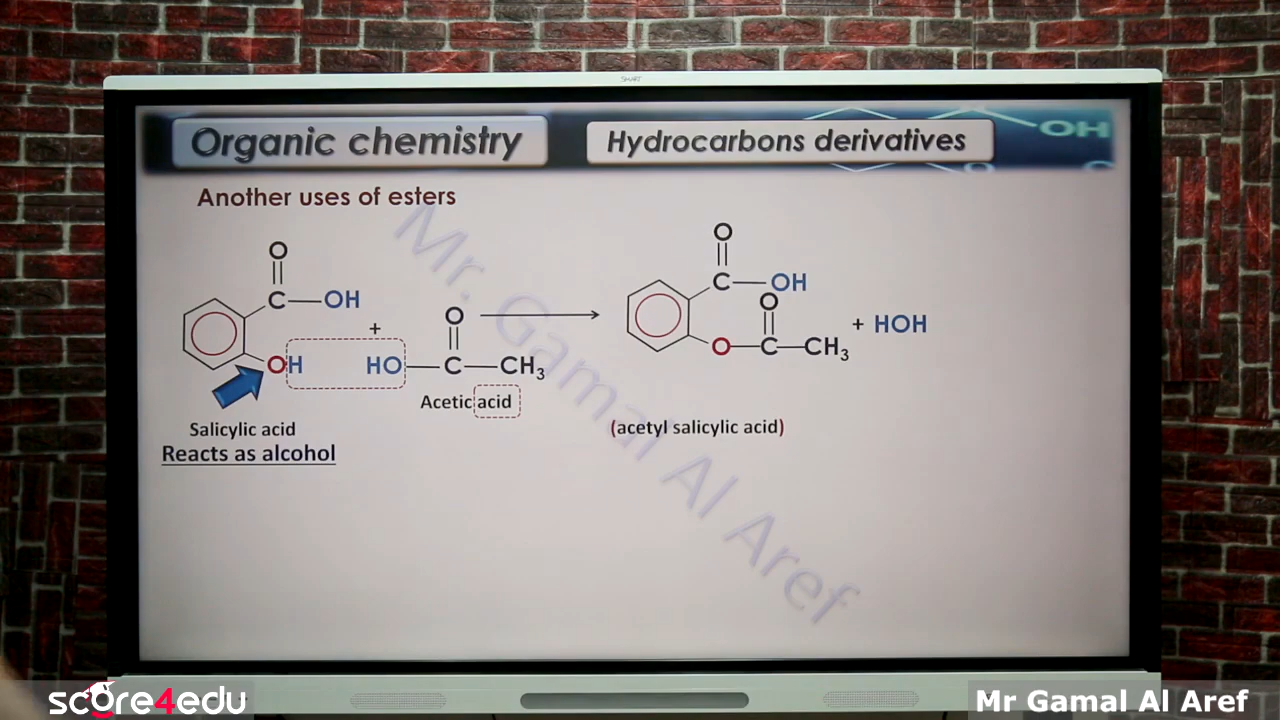 SMART
Organic chemistry
Hydrocarbons derivatives
OH
O
Another uses of esters
O
C
OH
+
OH
HO
O
C
CH3
Acetic acid
Salicylic acid
Reacts as alcohol
O
C
OH
O
O
C
CH3
+ HOH
(acetyl salicylic acid)
Mr. Gamal Al Aref
score4edu
Mr Gamal Al Aref